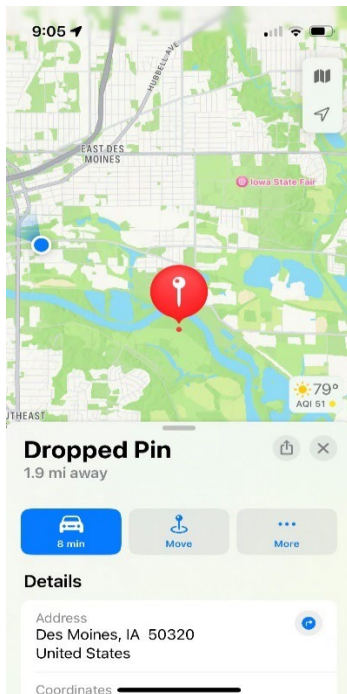 9:05
HUBBELL AVE
EAST DES
MOINES
Iowa State Fair
79°
AQI 51
THEAST
Dropped Pin
1.9 mi away
8 min
Move
More
Details
Address
Des Moines, IA 50320
United States
Coordinates